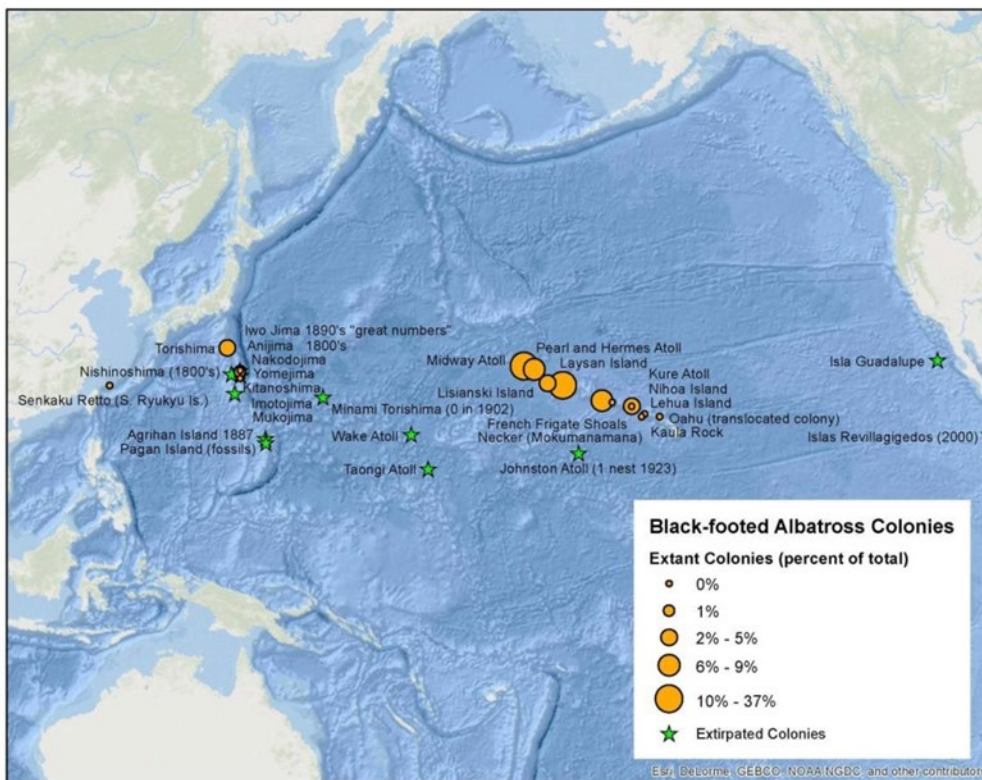 Iwo Jima 1890's "great numbers"
Torishima
Anijima 1800's
Nakodojima
Nishinoshima (1800's)
Yomejima
Kitanoshima
Senkaku Retto (S. Ryukyu Is.)
Imotojima
Mukojima
Minami Torishima (0 in 1902)
Agrihan Island 1887
Pagan Island (fossils)
Wake Atoll
Taongi Atoll
Pearl and Hermes Atoll
Midway Atoll
Laysan Island
Kure Atoll
Lisianski Island
Nihoa Island
Lehua Island
French Frigate Shoals
Oahu (translocated colony)
Necker (Mokumanamana)
Kaula Rock
Johnston Atoll (1 nest 1923)
Isla Guadalupe
Islas Revillagigedos (2000)
Black-footed Albatross Colonies
Extant Colonies (percent of total)
0%
1%
2% - 5%
6% - 9%
10% - 37%
Extirpated Colonies
Esri, DeLorme, GEBCO, NOAA NGDC, and other contributors